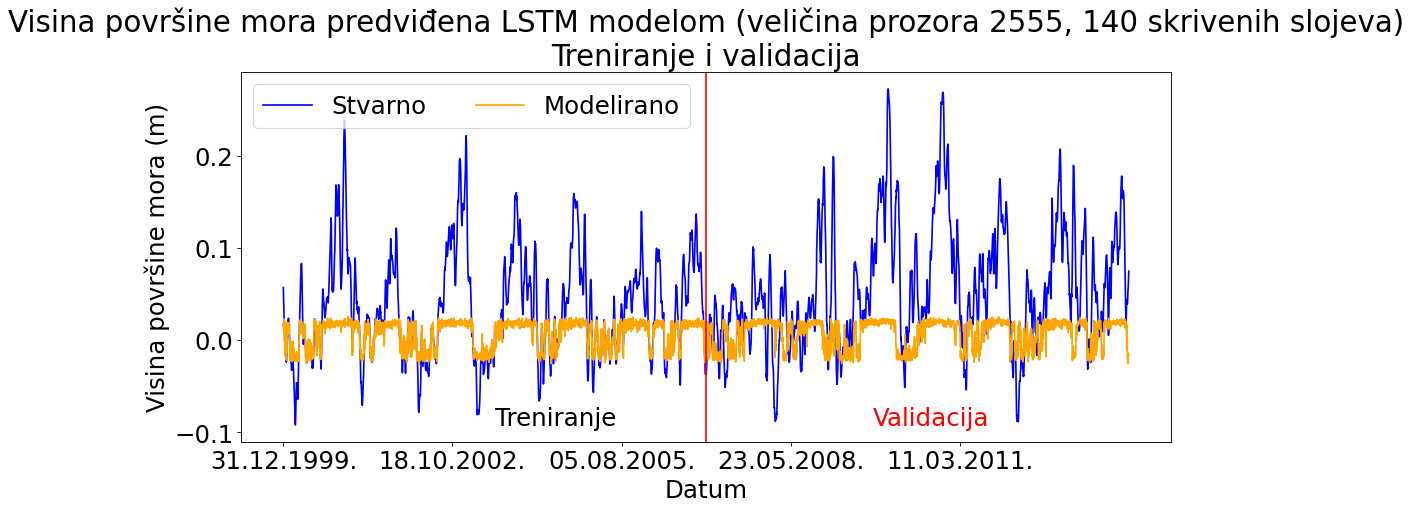 Visina površine mora predviđena LSTM modelom (veličina prozora 2555, 140 skrivenih slojeva)
Treniranje i validacija
Stvarno
Modelirano
Visina površine mora (m)
0.2
0.1
0.0
−0.1
Treniranje
Validacija
31.12.1999.
18.10.2002.
05.08.2005.
23.05.2008.
11.03.2011.
Datum